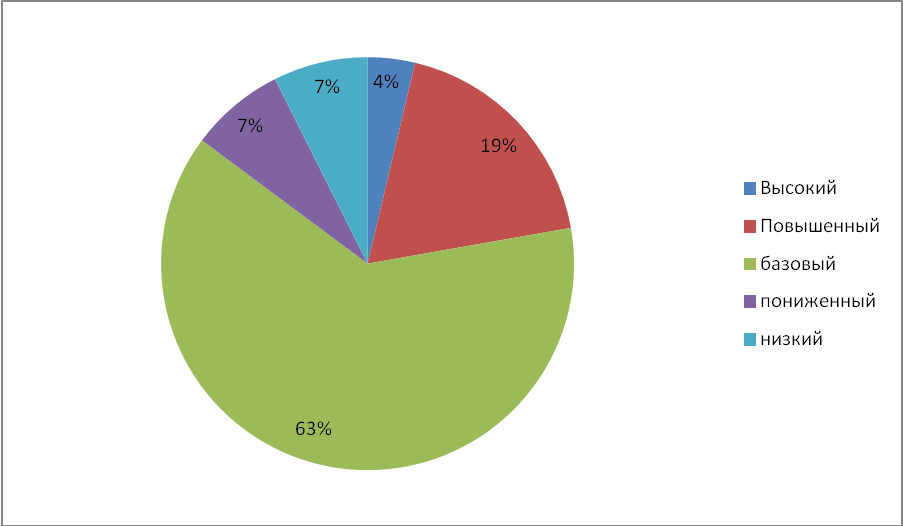 4%
19%
63%
7%
7%
Высокий
Повышенный
базовый
пониженный
низкий